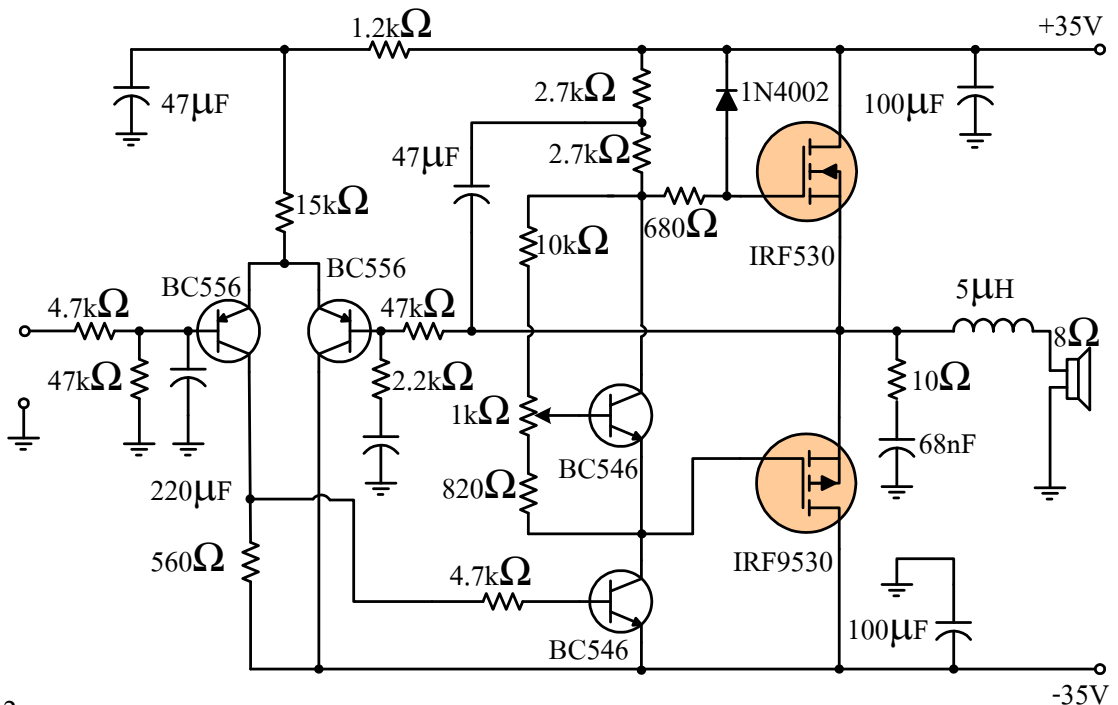 1.2kΩ
+35V
47µF
2.7kΩ
1N4002
100µF
2.7kΩ
47µF
15kΩ
680Ω
10kΩ
IRF530
BC556
BC556
5µH
4.7kΩ
47kΩ
8Ω
47kΩ
2.2kΩ
10Ω
1kΩ
68nF
BC546
220µF
820Ω
560Ω
IRF9530
4.7kΩ
100µF
BC546
-35V